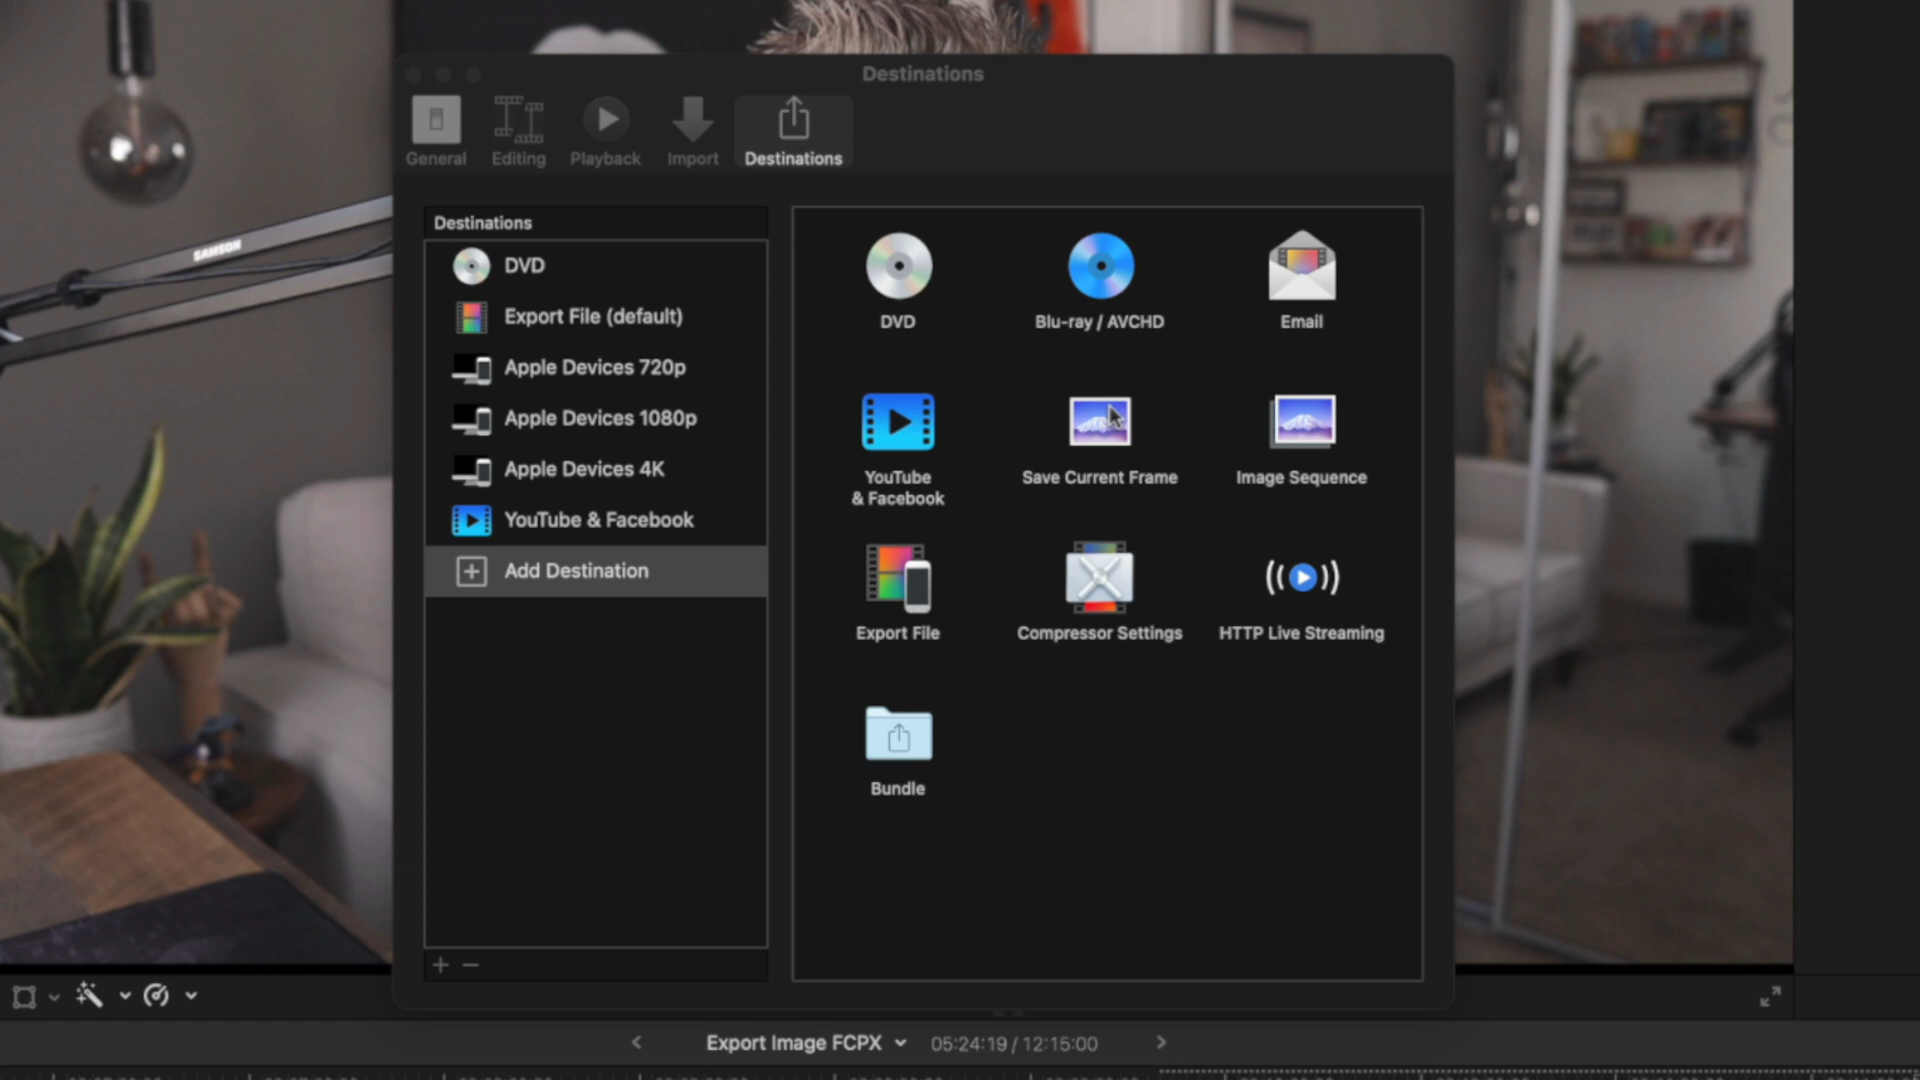 Destinations
General
Editing
Playback
Import
Destinations
SAMSON
Destinations
DVD
Export File (default)
Apple Devices 720p
Apple Devices 1080p
Apple Devices 4K
YouTube & Facebook
Add Destination
DVD
Blu-ray / AVCHD
Email
YouTube
& Facebook
Save Current Frame
Image Sequence
Export File
Compressor Settings
HTTP Live Streaming
Bundle
Export Image FCPX
05:24:19 / 12:15:00